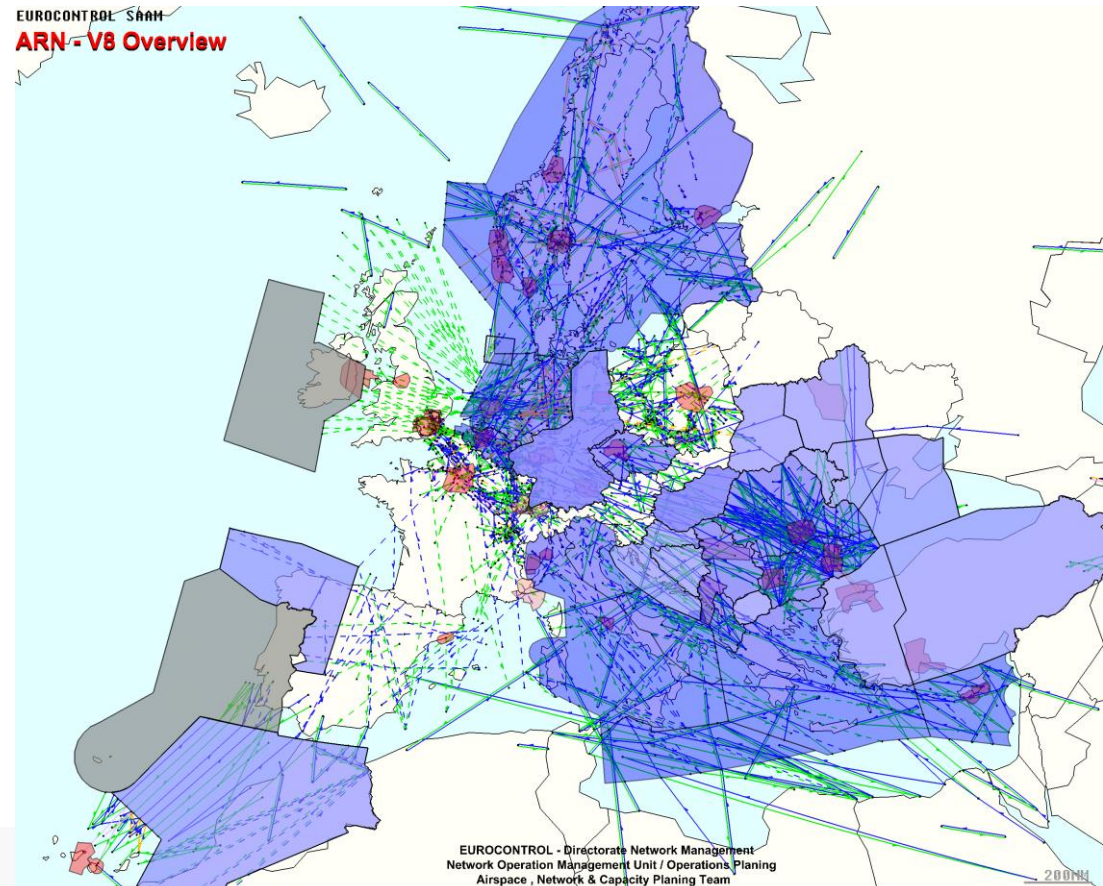 EUROCONTROL SAAM
ARN - V8 Overview
EUROCONTROL - Directorate Network Management
Network Operation Management Unit / Operations Planing
Airspace , Network & Capacity Planing Team
200NM